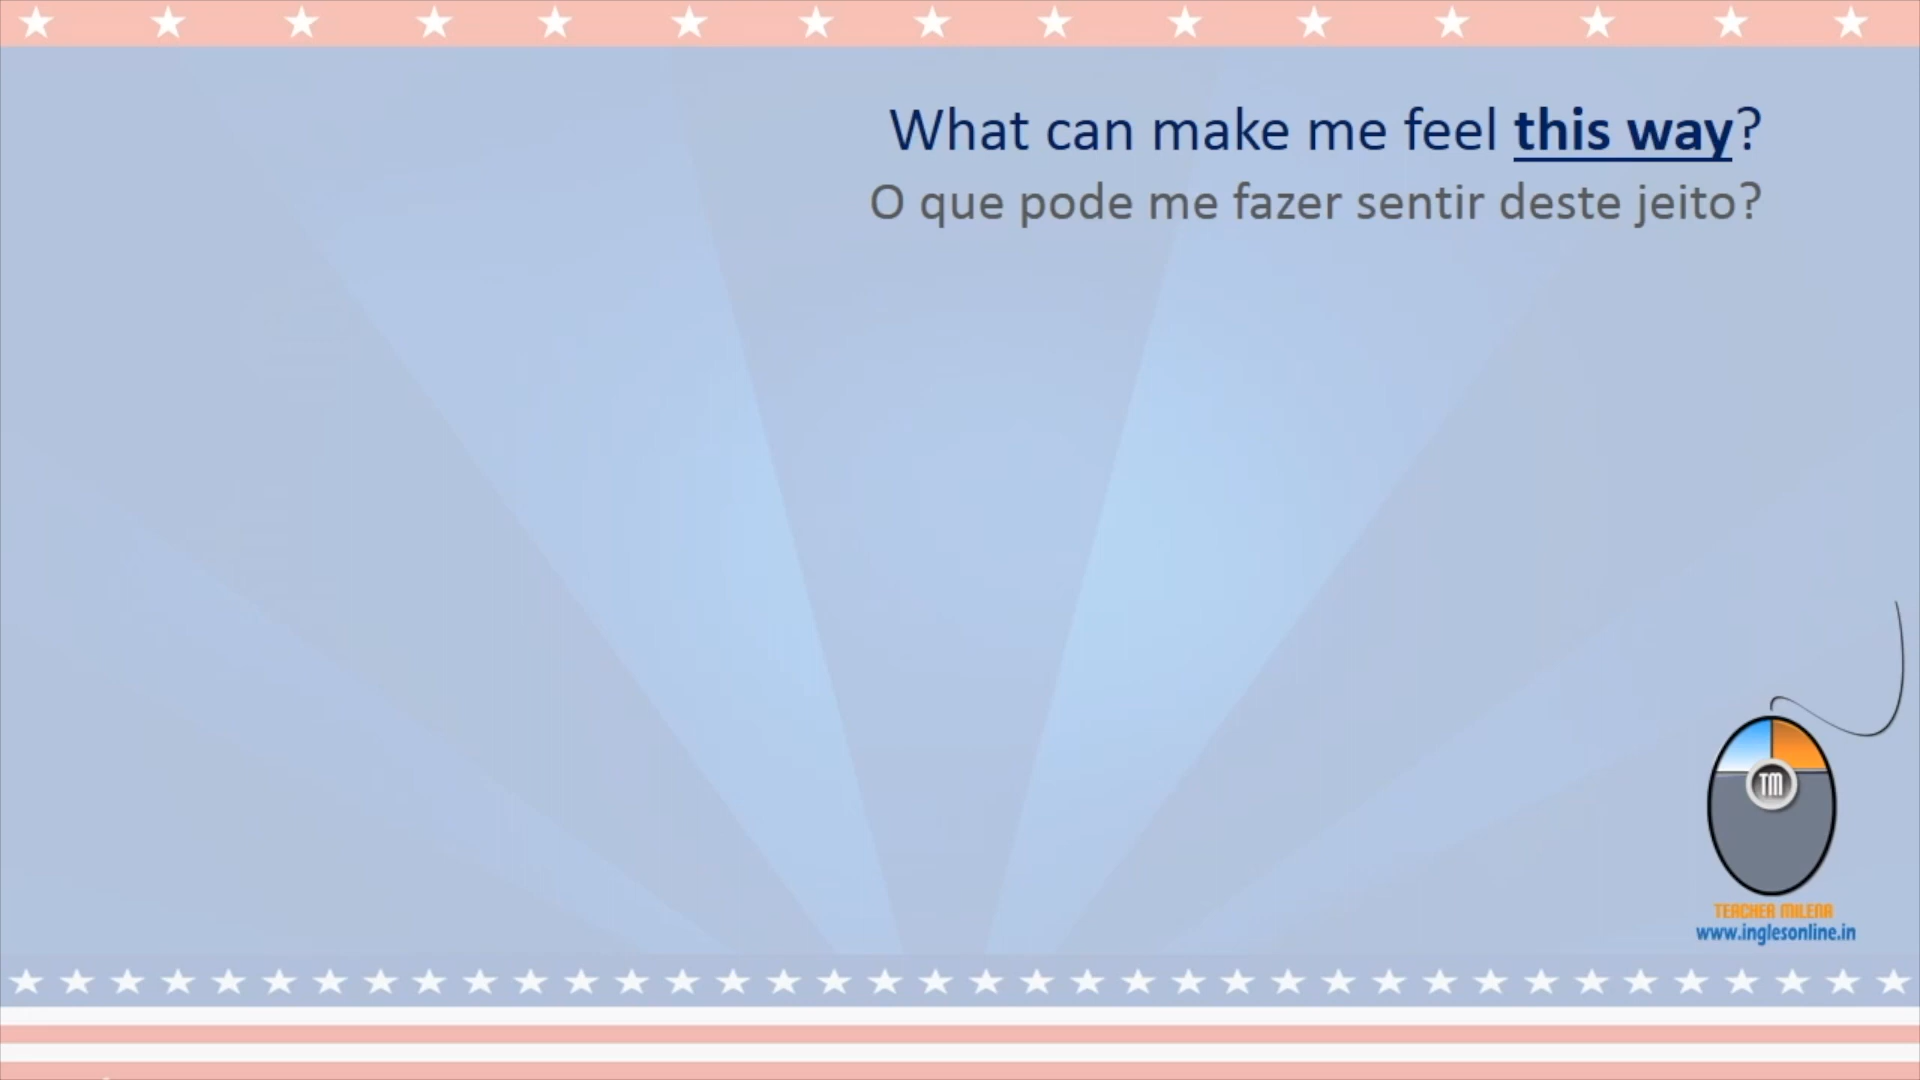 What can make me feel this way?
O que pode me fazer sentir deste jeito?
TM
TEACHER MILENA
www.inglesonline.in